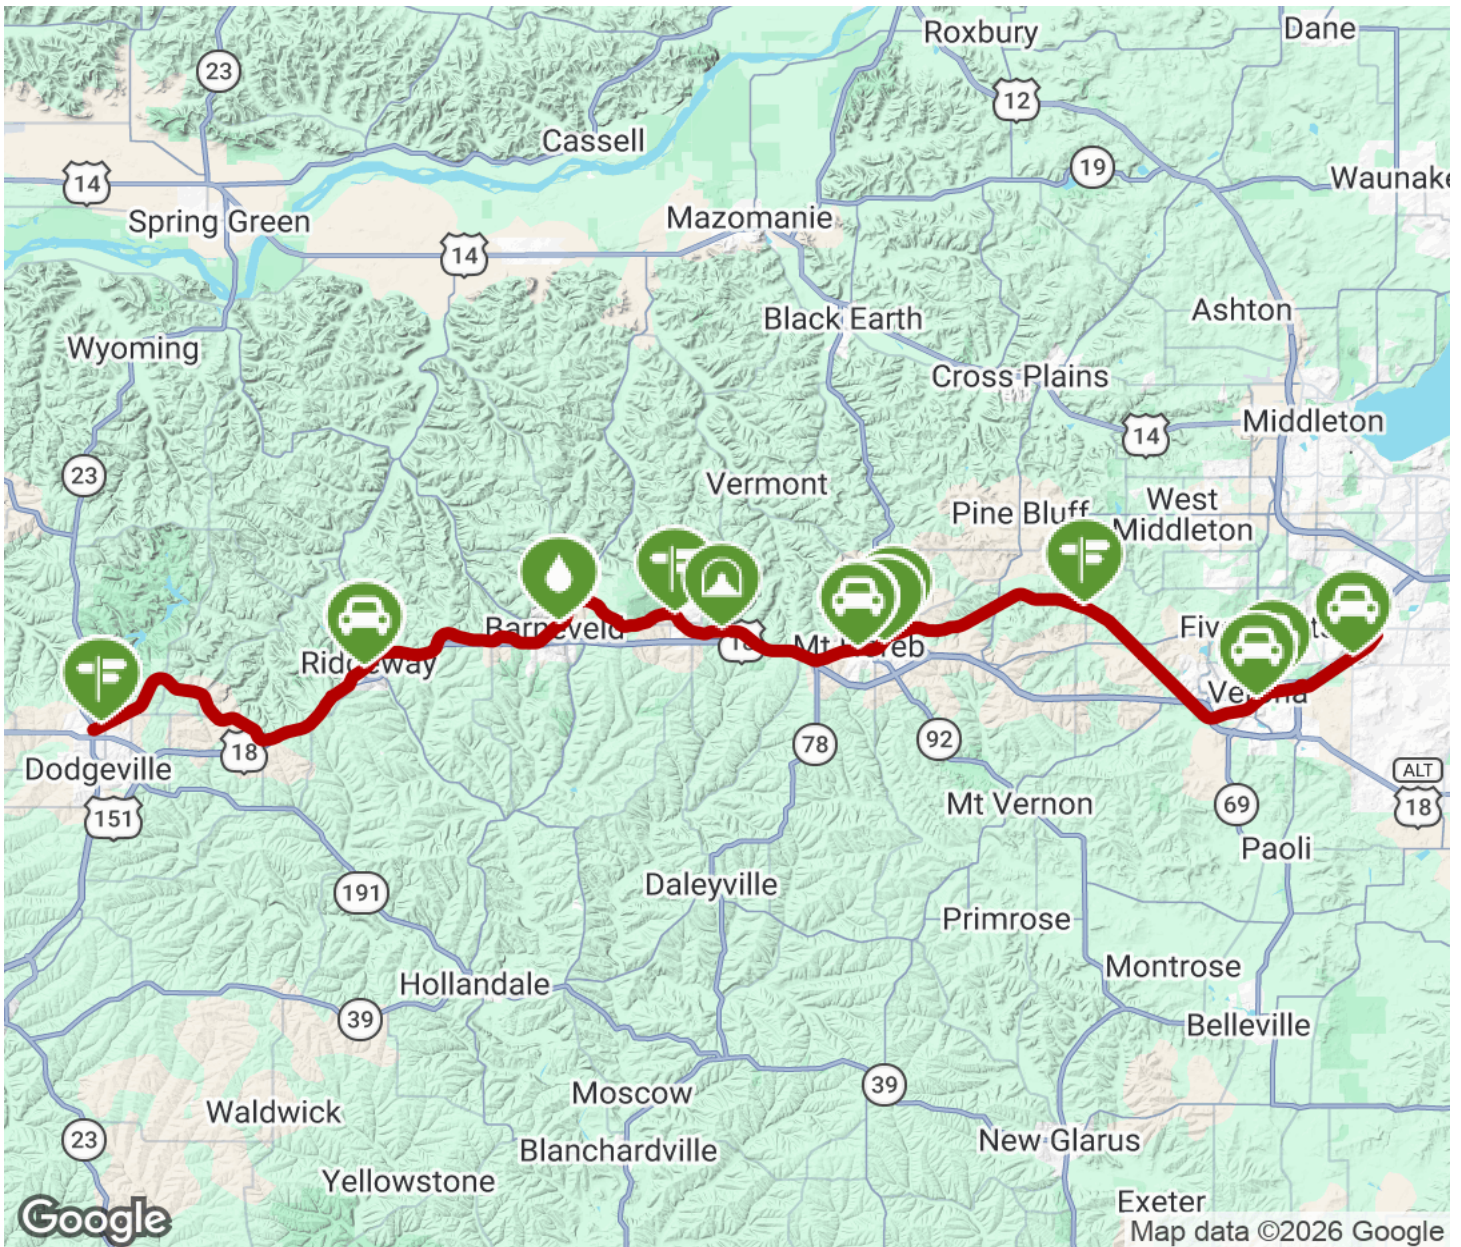 Roxbury
Dane
23
12
Cassell
19
14
Waunake
Spring Green
Mazomanie
14
Black Earth
Ashton
Wyoming
Cross Plains
Middleton
14
23
Vermont
Pine Bluff
West
Middleton
Barneveld
Ridgeway
Mt
eb
18
Dodgeville
78
92
ALT
18
151
Mt Vernon
69
Paoli
191
Daleyville
Primrose
Hollandale
Montrose
39
Belleville
Moscow
39
Waldwick
23
Blanchardville
New Glarus
Yellowstone
Exeter
Google
Map data ©2026 Google